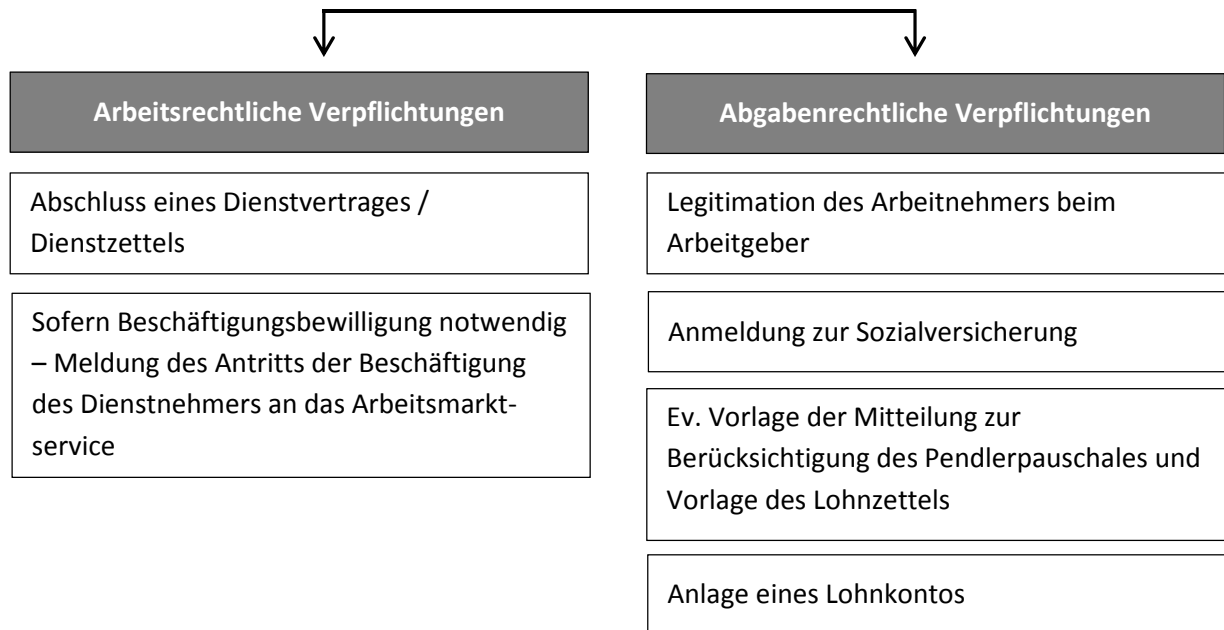 Arbeitsrechtliche Verpflichtungen
Abschluss eines Dienstvertrages /
Dienstzettels
Sofern Beschäftigungsbewilligung notwendig
– Meldung des Antritts der Beschäftigung
des Dienstnehmers an das Arbeitsmarkt-
service
Abgabenrechtliche Verpflichtungen
Legitimation des Arbeitnehmers beim
Arbeitgeber
Anmeldung zur Sozialversicherung
Ev. Vorlage der Mitteilung zur
Berücksichtigung des Pendlerpauschales und
Vorlage des Lohnzettels
Anlage eines Lohnkontos